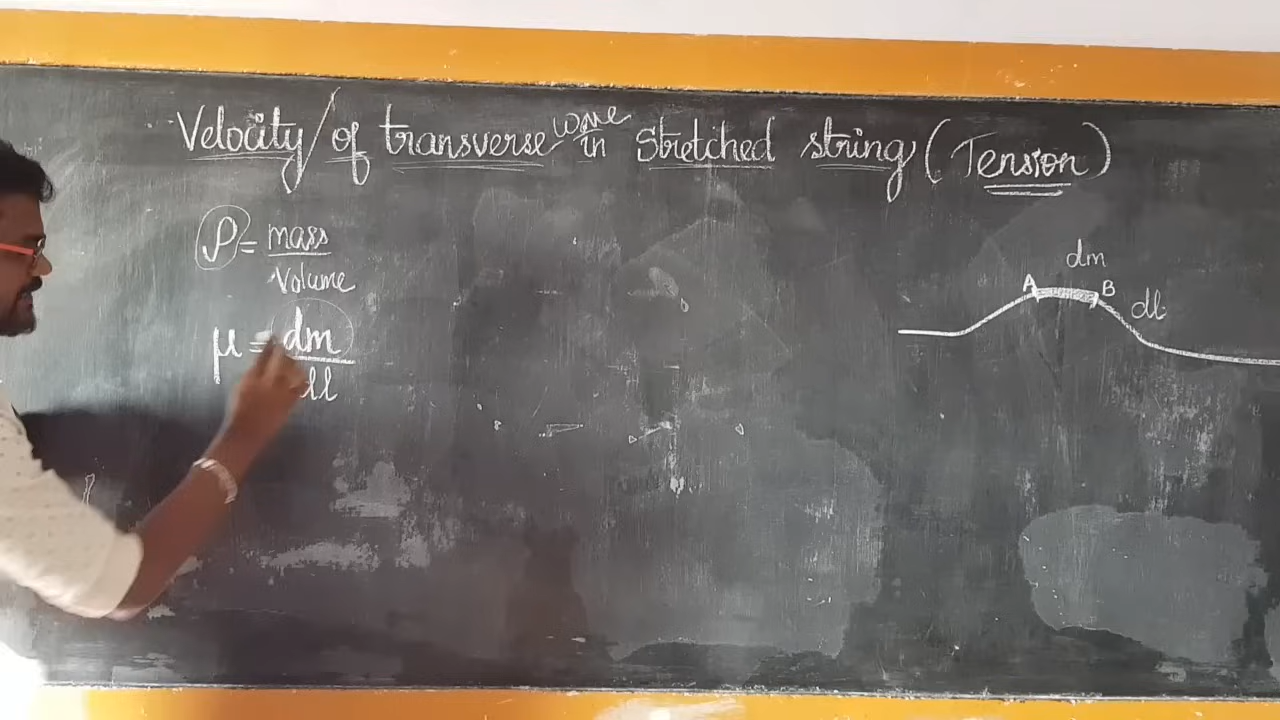 Velocity of transverse wave in Stretched string (Tension)
ρ = mass
Volume
μ = dm
dl
dm
A B
dl